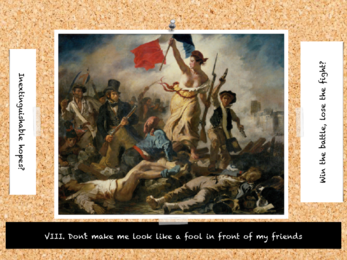 Inextinguishable hopes?
Win the battle, lose the fight?
VIII. Don't make me look like a fool in front of my friends